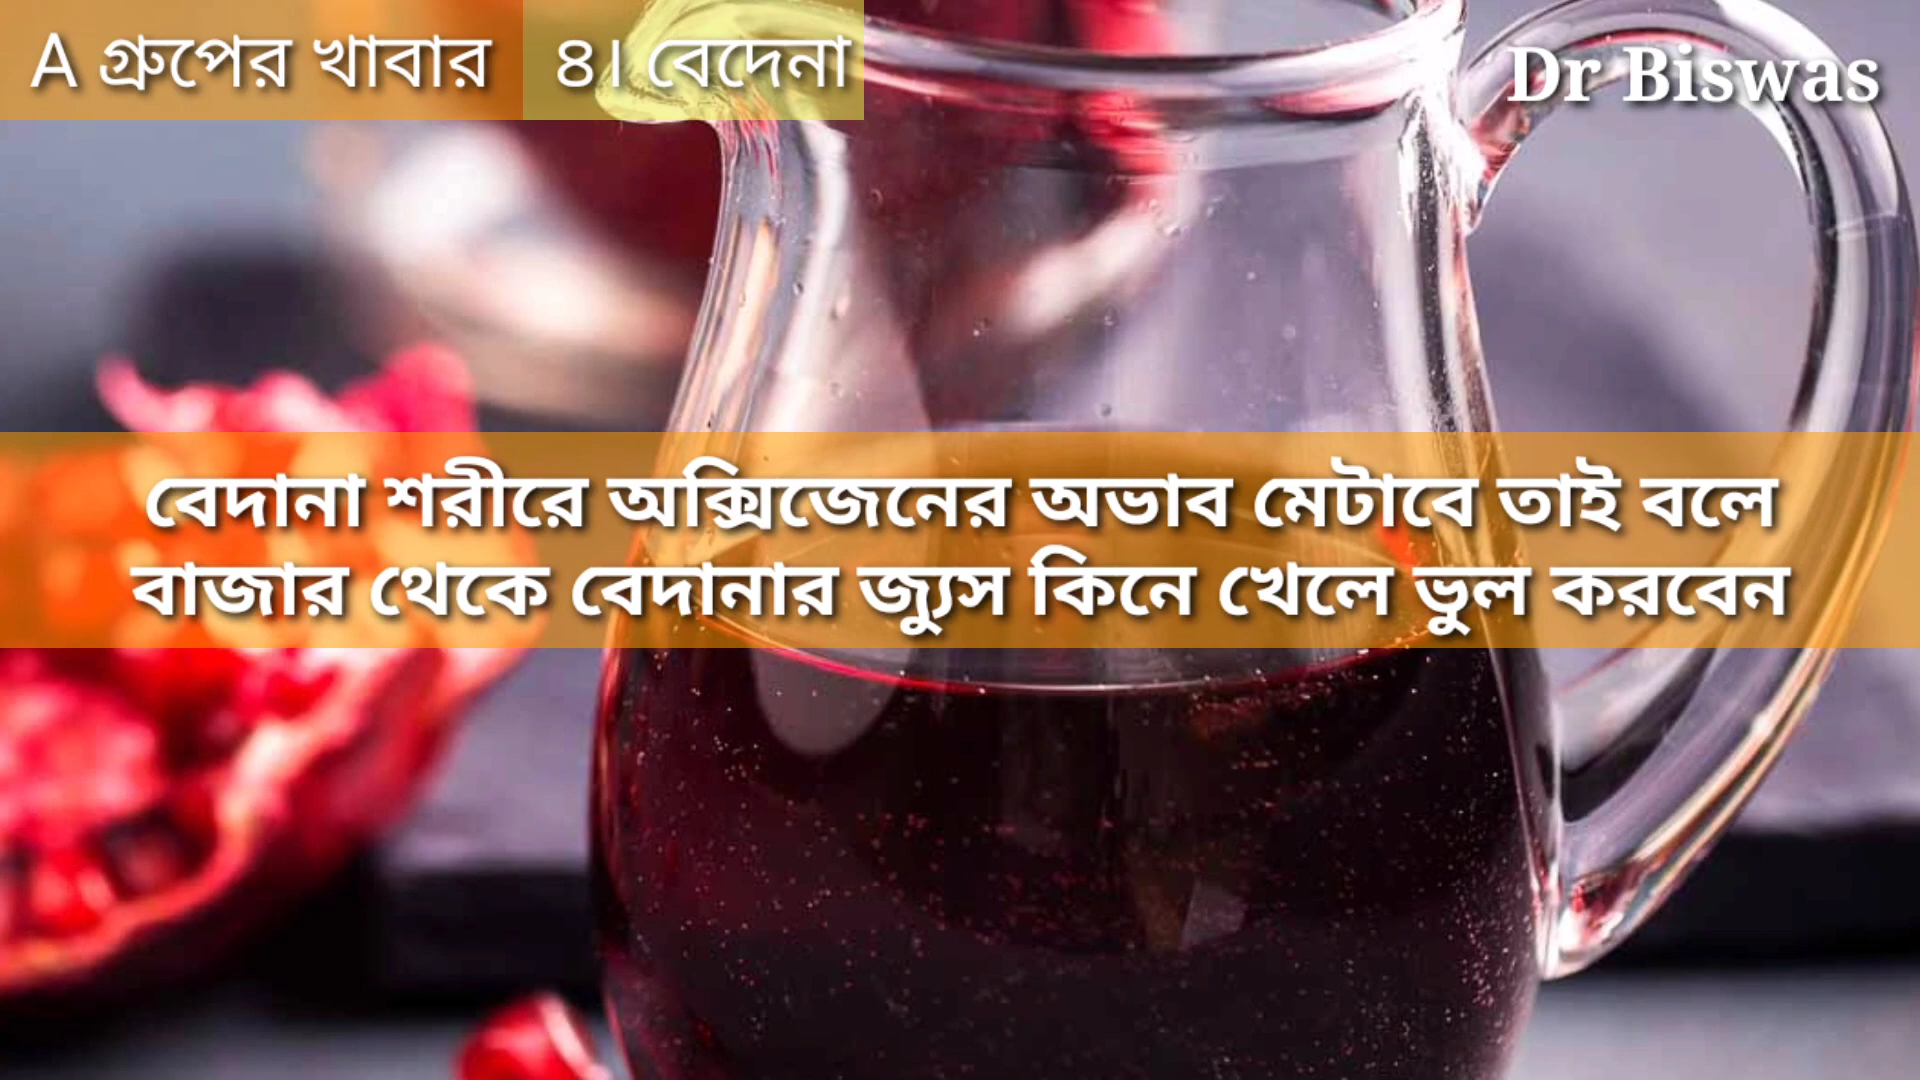 A গ্রুপের খাবার ৪। বেদেনা
Dr Biswas
বেদানা শরীরে অক্সিজেনের অভাব মেটাবে তাই বলে
বাজার থেকে বেদানার জ্যুস কিনে খেলে ভুল করবেন